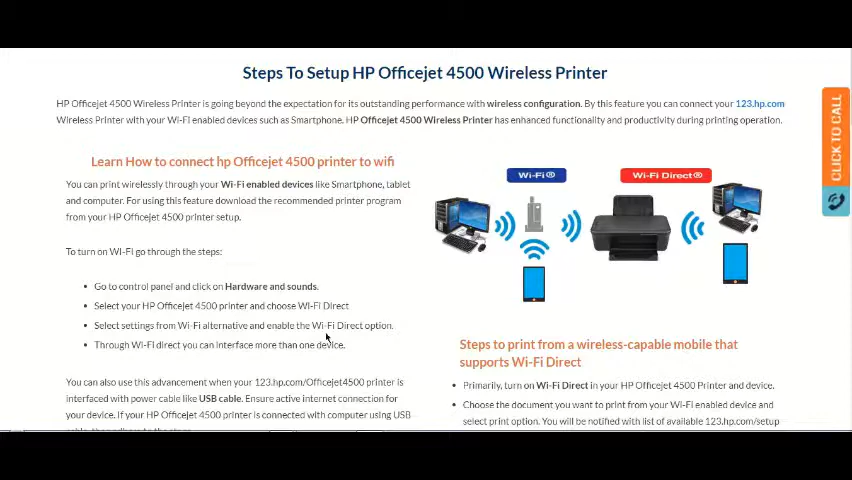 Steps To Setup HP Officejet 4500 Wireless Printer
HP Officejet 4500 Wireless Printer is going beyond the expectation for its outstanding performance with wireless configuration. By this feature you can connect your 123.hp.com
Wireless Printer with your Wi-Fi enabled devices such as Smartphone. HP Officejet 4500 Wireless Printer has enhanced functionality and productivity during printing operation.
Learn How to connect hp Officejet 4500 printer to wifi
You can print wirelessly through your Wi-Fi enabled devices like Smartphone, tablet
and computer. For using this feature download the recommended printer program
from your HP Officejet 4500 printer setup.
To turn on WI-FI go through the steps:
Go to control panel and click on Hardware and sounds.
Select your HP Officejet 4500 printer and choose WI-FI Direct
Select settings from Wi-Fi alternative and enable the Wi-Fi Direct option.
Through WI-FI direct you can interface more than one device.
You can also use this advancement when your 123.hp.com/Officejet4500 printer is
interfaced with power cable like USB cable. Ensure active internet connection for
your device. If your HP Officejet 4500 printer is connected with computer using USB
Wi-Fi®
Wi-Fi Direct®
Steps to print from a wireless-capable mobile that
supports Wi-Fi Direct
Primarily, turn on Wi-Fi Direct in your HP Officejet 4500 Printer and device.
Choose the document you want to print from your Wi-Fi enabled device and
select print option. You will be notified with list of available 123.hp.com/setup
CLICK TO CALL